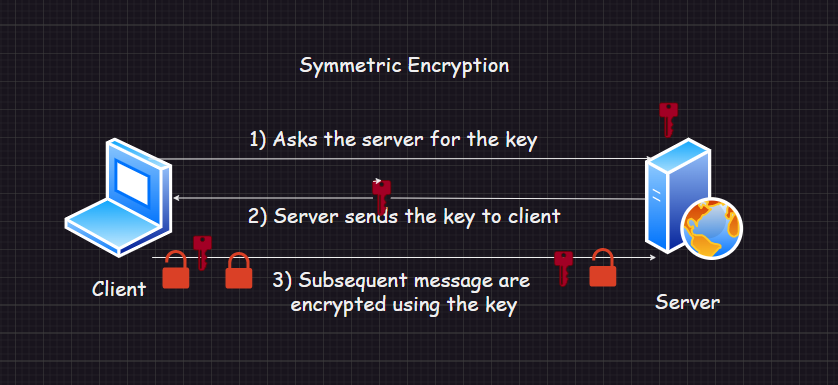 Symmetric Encryption
1) Asks the server for the key
2) Server sends the key to client
3) Subsequent message are
encrypted using the key
Client
Server